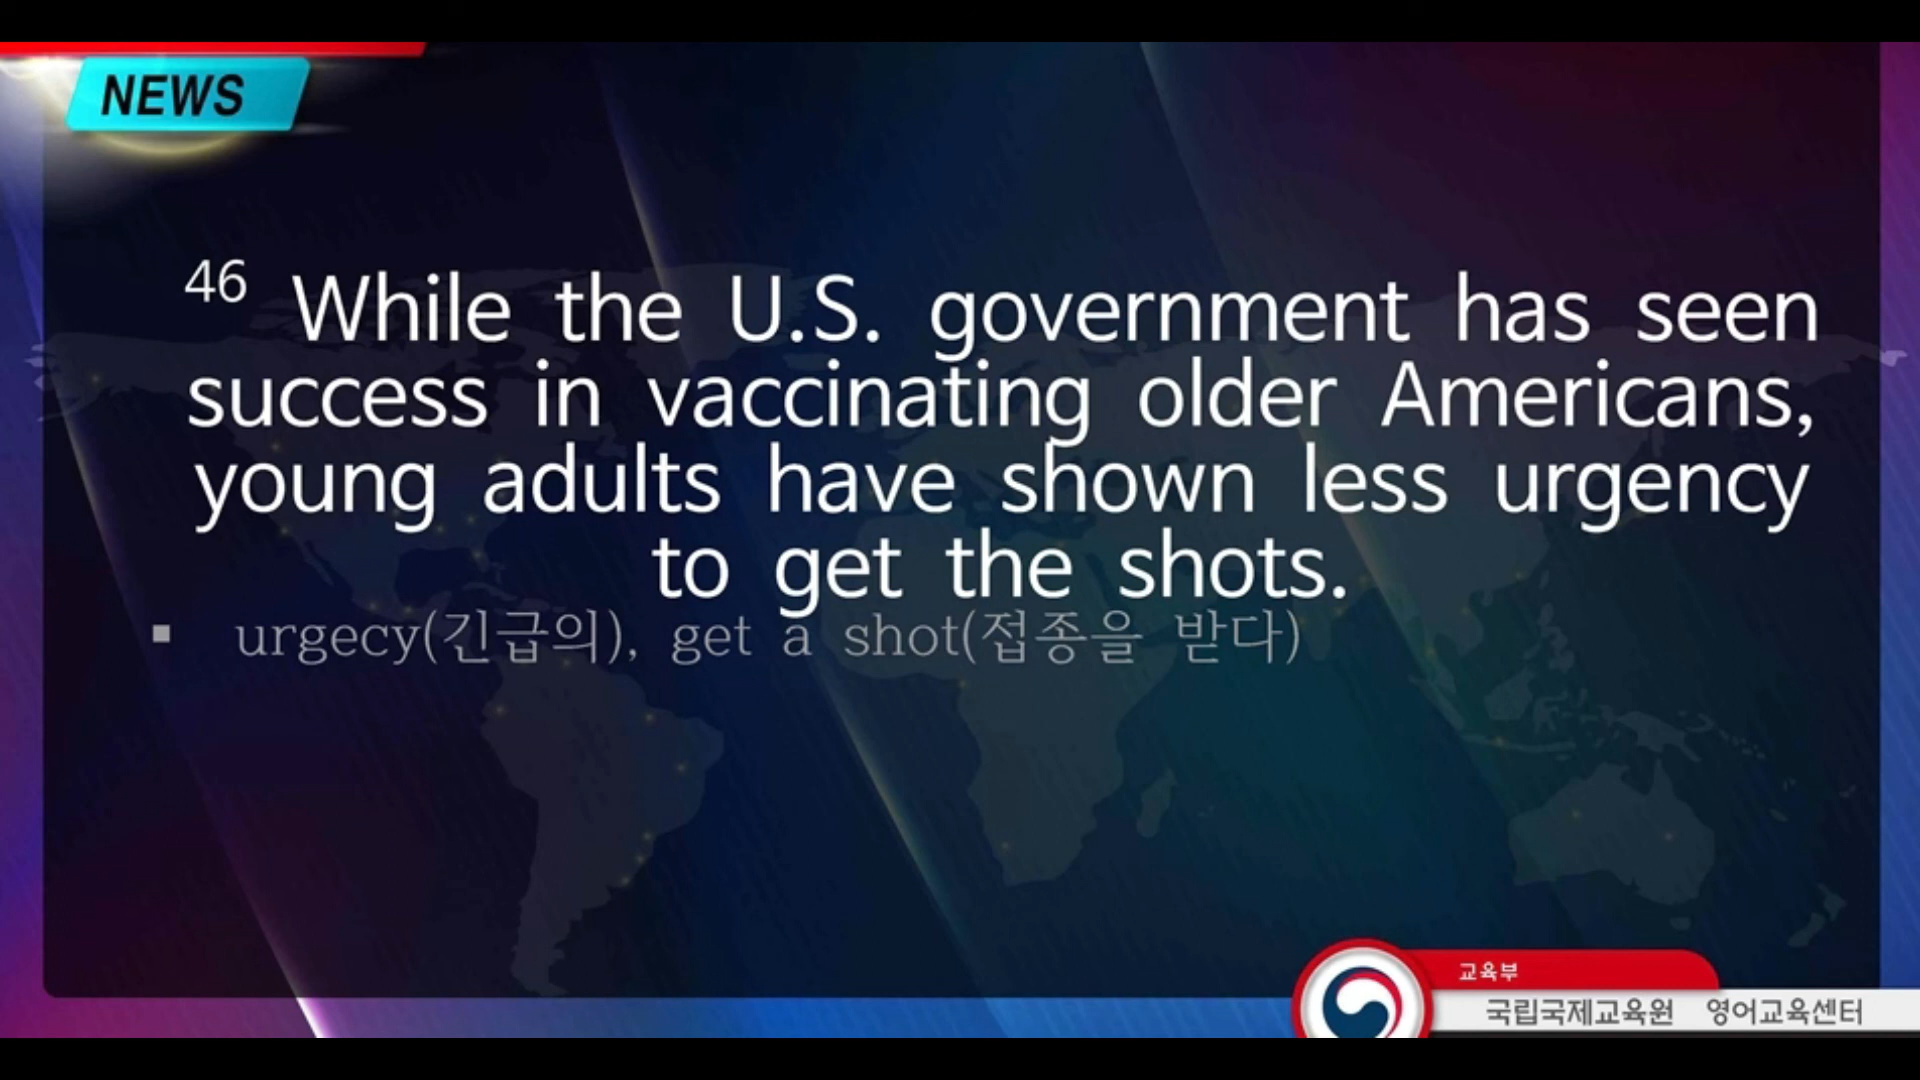 NEWS
46 While the U.S. government has seen
success in vaccinating older Americans,
young adults have shown less urgency
to get the shots.
▪ urgecy(긴급의), get a shot(접종을 받다)
교육부
국립국제교육원 영어교육센터